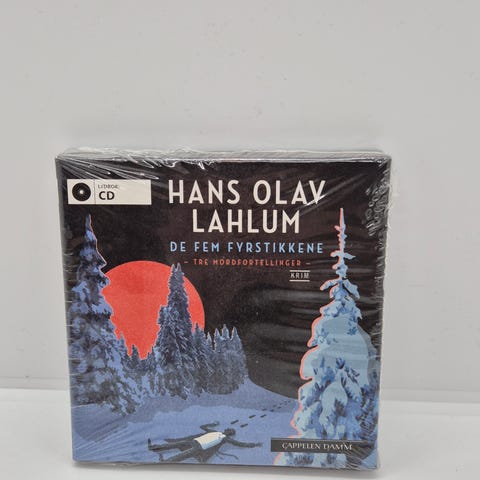 LYDBOK:
CD
HANS OLAV
LAHLUM
DE FEM FYRSTIKKENE
– TRE MORDFORTELLINGER –
KRIM
CAPPELEN DAMM